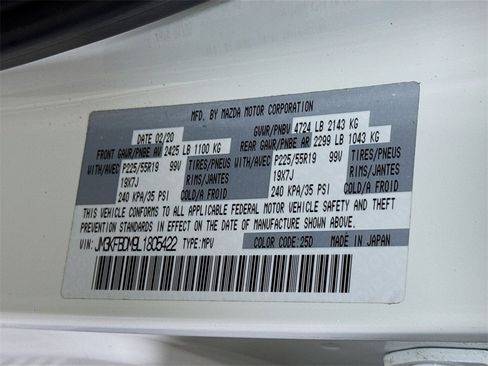 MFD. BY MAZDA MOTOR CORPORATION
DATE 02/20 GVWR/PNBV 4724 LB 2143 KG
FRONT GAWR/PNBE AR 2425 LB 1100 KG REAR GAWR/PNBE AR 2299 LB 1043 KG
WITH/AVEC P225/55R19 99V TIRES/PNEUS WITH/AVEC P225/55R19 99V TIRES/PNEUS
19X7J RIMS/JANTES 19X7J RIMS/JANTES
240 KPA/35 PSI COLD/A FROID 240 KPA/35 PSI COLD/A FROID
THIS VEHICLE CONFORMS TO ALL APPLICABLE FEDERAL MOTOR VEHICLE SAFETY AND THEFT
PREVENTION STANDARDS IN EFFECT ON THE DATE OF MANUFACTURE SHOWN ABOVE.
VIN: JM3KFBDM9L1805422 TYPE:MPV COLOR CODE:25D MADE IN JAPAN